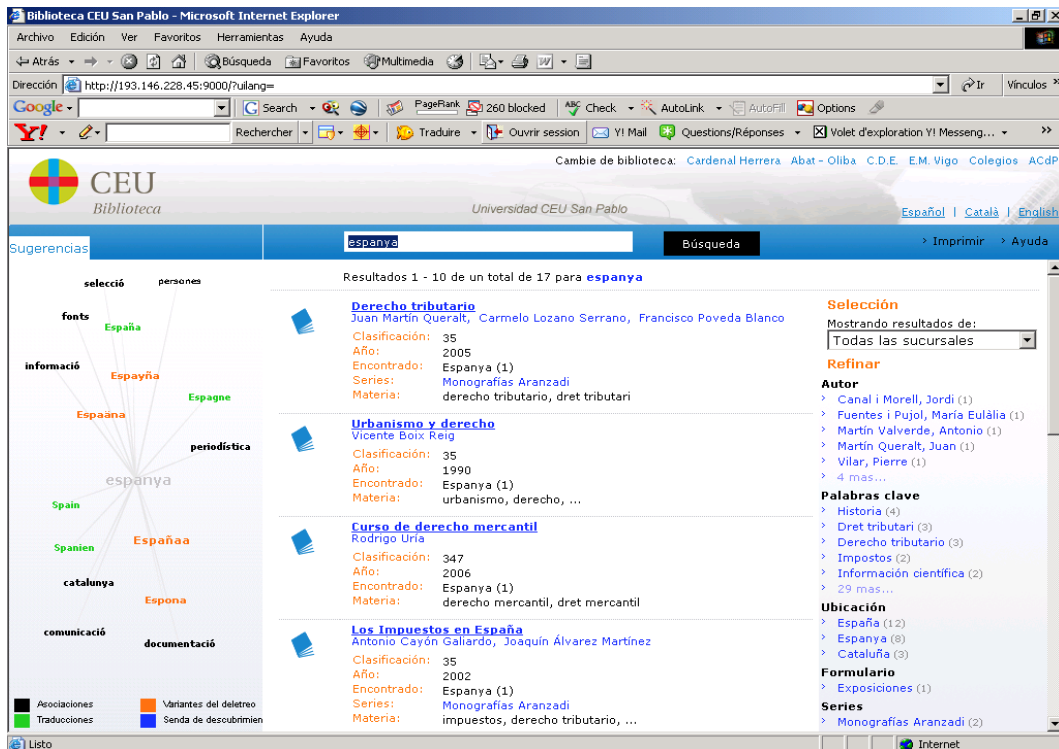 Biblioteca CEU San Pablo - Microsoft Internet Explorer
Archivo Edición Ver Favoritos Herramientas Ayuda
Atrás Búsqueda Favoritos Multimedia
Dirección http://193.146.228.45:9000/?uilang= Ir Vínculos »
Google Search PageRank 260 blocked Check AutoLink AutoFill Options
Y! Rechercher Traduire Ouvrir session Y! Mail Questions/Réponses Volet d'exploration Y! Messeng... »
Cambie de biblioteca: Cardenal Herrera Abat - Oliba C.D.E. E.M. Vigo Colegios ACdP
CEU
Biblioteca
Universidad CEU San Pablo
Español | Català | English
Sugerencias
espanya Búsqueda
> Imprimir > Ayuda
selecció
persones
fonts
España
informació
Espayña
Espagne
Espaäna
periodística
espanya
Spain
Españaa
Spanien
catalunya
Espona
comunicació
documentació
Asociaciones
Variantes del deletreo
Traducciones
Senda de descubrimien
Resultados 1 - 10 de un total de 17 para espanya
Derecho tributario
Juan Martín Queralt, Carmelo Lozano Serrano, Francisco Poveda Blanco
Clasificación: 35
Año: 2005
Encontrado: Espanya (1)
Series: Monografías Aranzadi
Materia: derecho tributario, dret tributari
Urbanismo y derecho
Vicente Boix Reig
Clasificación: 35
Año: 1990
Encontrado: Espanya (1)
Materia: urbanismo, derecho, ...
Curso de derecho mercantil
Rodrigo Uría
Clasificación: 347
Año: 2006
Encontrado: Espanya (1)
Materia: derecho mercantil, dret mercantil
Los Impuestos en España
Antonio Cayón Galiardo, Joaquín Álvarez Martínez
Clasificación: 35
Año: 2002
Encontrado: Espanya (1)
Series: Monografías Aranzadi
Materia: impuestos, derecho tributario, ...
Selección
Mostrando resultados de:
Todas las sucursales
Refinar
Autor
> Canal i Morell, Jordi (1)
> Fuentes i Pujol, María Eulàlia (1)
> Martín Valverde, Antonio (1)
> Martín Queralt, Juan (1)
> Vilar, Pierre (1)
> 4 mas...
Palabras clave
> Historia (4)
> Dret tributari (3)
> Derecho tributario (3)
> Impostos (2)
> Información científica (2)
> 29 mas...
Ubicación
> España (12)
> Espanya (8)
> Cataluña (3)
Formulario
> Exposiciones (1)
Series
> Monografías Aranzadi (2)
Listo
Internet